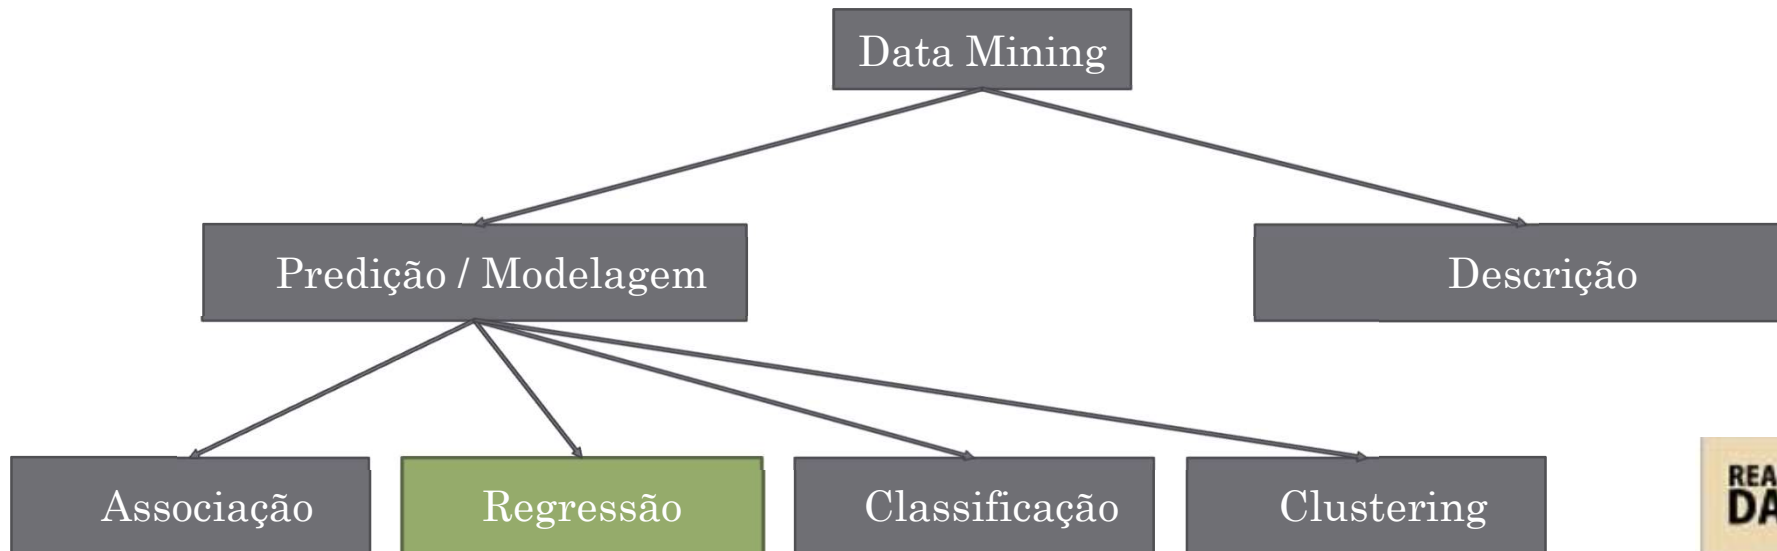 Data Mining
Predição / Modelagem
Descrição
Associação
Regressão
Classificação
Clustering